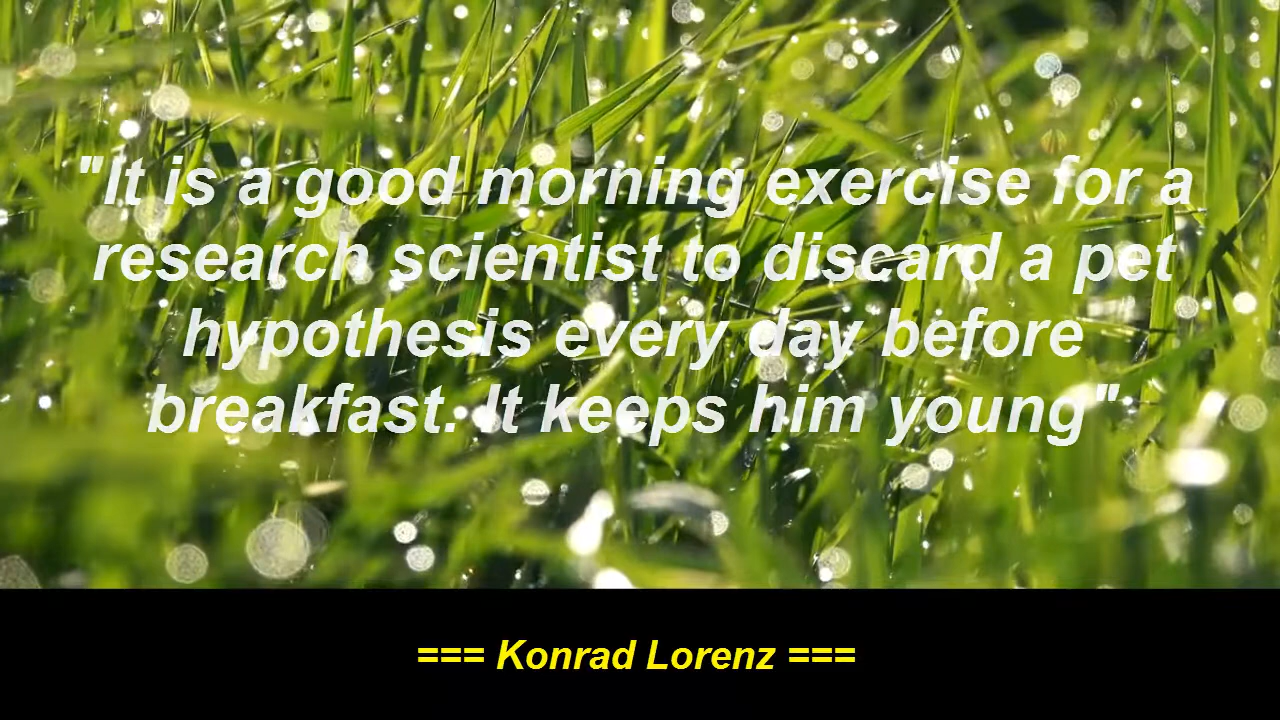 "It is a good morning exercise for a
research scientist to discard a pet
hypothesis every day before
breakfast. It keeps him young"
=== Konrad Lorenz ===